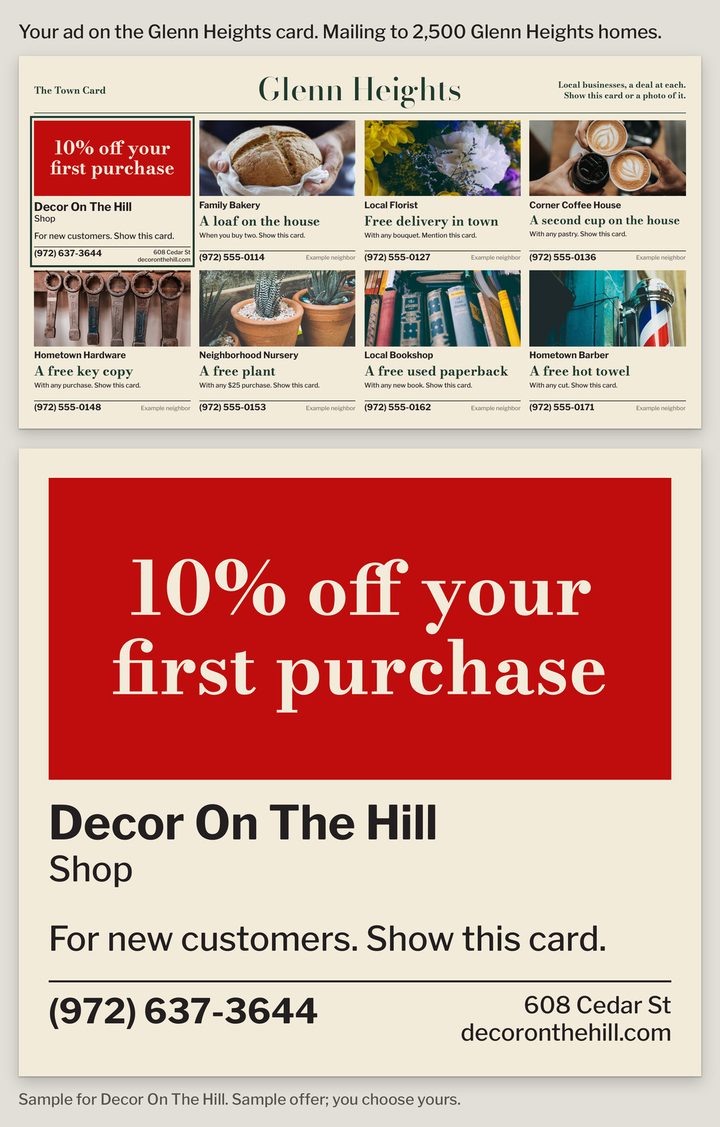 Your ad on the Glenn Heights card. Mailing to 2,500 Glenn Heights homes.
The Town Card
Glenn Heights
Local businesses, a deal at each.
Show this card or a photo of it.
10% off your
first purchase
Decor On The Hill
Shop
For new customers. Show this card.
(972) 637-3644
608 Cedar St
decoronthehill.com
Family Bakery
A loaf on the house
When you buy two. Show this card.
(972) 555-0114
Example neighbor
Local Florist
Free delivery in town
With any bouquet. Mention this card.
(972) 555-0127
Example neighbor
Corner Coffee House
A second cup on the house
With any pastry. Show this card.
(972) 555-0136
Example neighbor
Hometown Hardware
A free key copy
With any purchase. Show this card.
(972) 555-0148
Example neighbor
Neighborhood Nursery
A free plant
With any $25 purchase. Show this card.
(972) 555-0153
Example neighbor
Local Bookshop
A free used paperback
With any new book. Show this card.
(972) 555-0162
Example neighbor
Hometown Barber
A free hot towel
With any cut. Show this card.
(972) 555-0171
Example neighbor
10% off your
first purchase
Decor On The Hill
Shop
For new customers. Show this card.
(972) 637-3644
608 Cedar St
decoronthehill.com
Sample for Decor On The Hill. Sample offer; you choose yours.